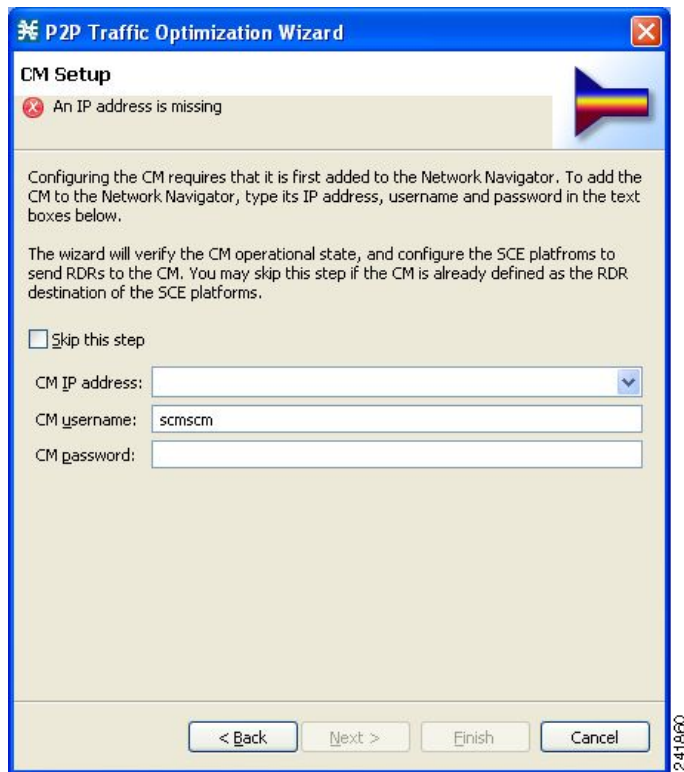 P2P Traffic Optimization Wizard
CM Setup
An IP address is missing
Configuring the CM requires that it is first added to the Network Navigator. To add the
CM to the Network Navigator, type its IP address, username and password in the text
boxes below.
The wizard will verify the CM operational state, and configure the SCE platfroms to
send RDRs to the CM. You may skip this step if the CM is already defined as the RDR
destination of the SCE platforms.
Skip this step
CM IP address:
CM username: scmscm
CM password:
< Back Next > Finish Cancel
241A60